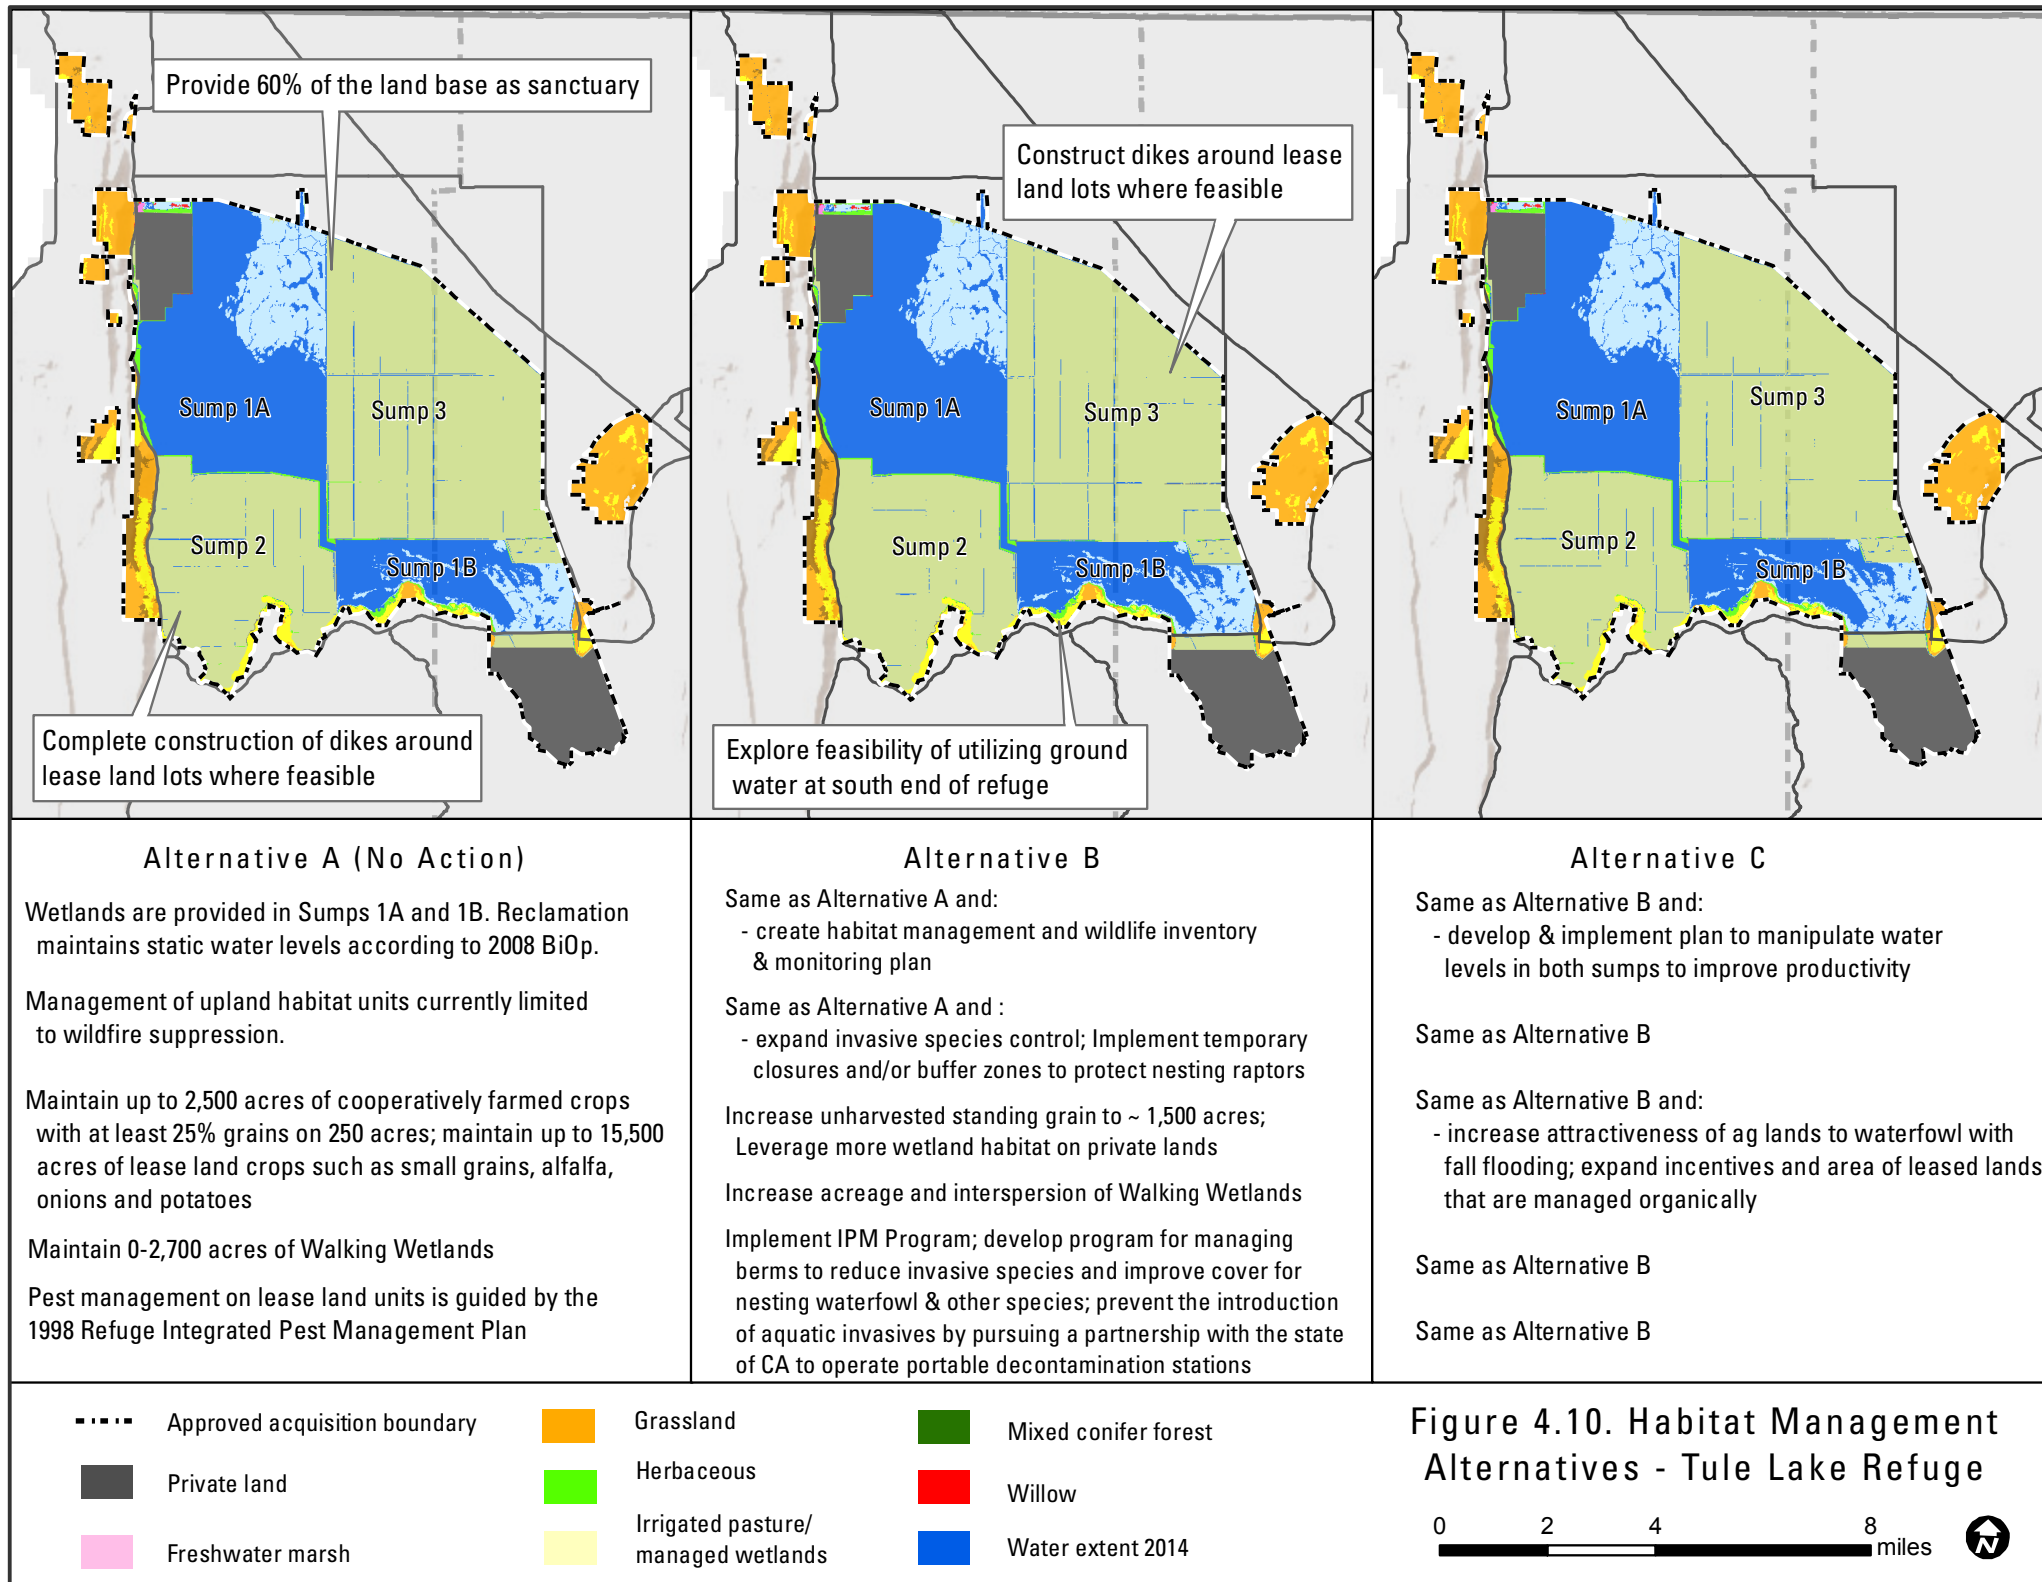 Provide 60% of the land base as sanctuary
Sump 1A
Sump 3
Sump 2
Sump 1B
Complete construction of dikes around
lease land lots where feasible
Construct dikes around lease
land lots where feasible
Sump 1A
Sump 3
Sump 2
Sump 1B
Explore feasibility of utilizing ground
water at south end of refuge
Sump 1A
Sump 3
Sump 2
Sump 1B
Alternative A (No Action)
Wetlands are provided in Sumps 1A and 1B. Reclamation
maintains static water levels according to 2008 BiOp.
Management of upland habitat units currently limited
to wildfire suppression.
Maintain up to 2,500 acres of cooperatively farmed crops
with at least 25% grains on 250 acres; maintain up to 15,500
acres of lease land crops such as small grains, alfalfa,
onions and potatoes
Maintain 0-2,700 acres of Walking Wetlands
Pest management on lease land units is guided by the
1998 Refuge Integrated Pest Management Plan
Alternative B
Same as Alternative A and:
- create habitat management and wildlife inventory
& monitoring plan
Same as Alternative A and :
- expand invasive species control; Implement temporary
closures and/or buffer zones to protect nesting raptors
Increase unharvested standing grain to ~ 1,500 acres;
Leverage more wetland habitat on private lands
Increase acreage and interspersion of Walking Wetlands
Implement IPM Program; develop program for managing
berms to reduce invasive species and improve cover for
nesting waterfowl & other species; prevent the introduction
of aquatic invasives by pursuing a partnership with the state
of CA to operate portable decontamination stations
Alternative C
Same as Alternative B and:
- develop & implement plan to manipulate water
levels in both sumps to improve productivity
Same as Alternative B
Same as Alternative B and:
- increase attractiveness of ag lands to waterfowl with
fall flooding; expand incentives and area of leased lands
that are managed organically
Same as Alternative B
Same as Alternative B
Approved acquisition boundary
Private land
Freshwater marsh
Grassland
Herbaceous
Irrigated pasture/
managed wetlands
Mixed conifer forest
Willow
Water extent 2014
Figure 4.10. Habitat Management
Alternatives - Tule Lake Refuge
0 2 4 8
miles
N